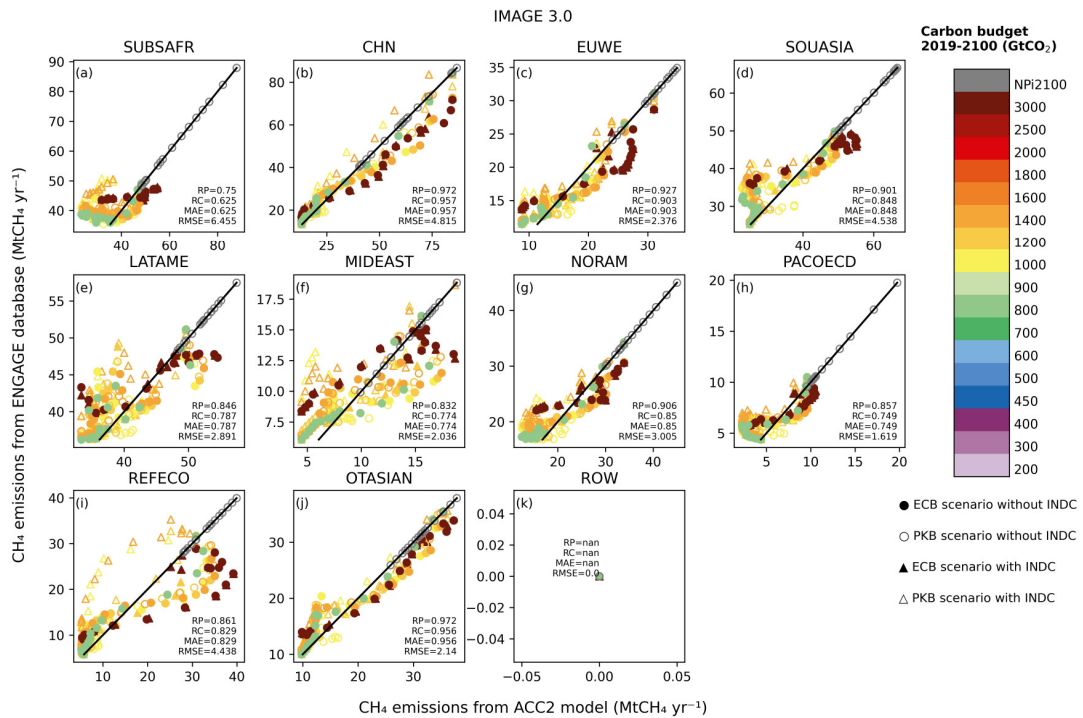 IMAGE 3.0
SUBSAFR
CHN
EUWE
SOUASIA
Carbon budget
2019-2100 (GtCO₂)
(a)
90
80
70
60
50
40
40 60 80
RP=0.75
RC=0.625
MAE=0.625
RMSE=6.455
(b)
80
60
40
20
25 50 75
RP=0.972
RC=0.957
MAE=0.957
RMSE=4.815
(c)
35
30
25
20
15
10 20 30
RP=0.927
RC=0.903
MAE=0.903
RMSE=2.376
(d)
60
50
40
30
40 60
RP=0.901
RC=0.848
MAE=0.848
RMSE=4.538
LATAME
MIDEAST
NORAM
PACOECD
(e)
55
50
45
40
40 50
RP=0.846
RC=0.787
MAE=0.787
RMSE=2.891
(f)
17.5
15.0
12.5
10.0
7.5
5 10 15
RP=0.832
RC=0.774
MAE=0.774
RMSE=2.036
(g)
40
30
20
20 30 40
RP=0.906
RC=0.85
MAE=0.85
RMSE=3.005
(h)
20
15
10
5
5 10 15 20
RP=0.857
RC=0.749
MAE=0.749
RMSE=1.619
REFECO
OTASIAN
ROW
(i)
40
30
20
10
10 20 30 40
RP=0.861
RC=0.829
MAE=0.829
RMSE=4.438
(j)
30
20
10
10 20 30
RP=0.972
RC=0.956
MAE=0.956
RMSE=2.14
(k)
0.04
0.02
0.00
−0.02
−0.04
−0.05 0.00 0.05
RP=nan
RC=nan
MAE=nan
RMSE=0.0
CH₄ emissions from ENGAGE database (MtCH₄ yr⁻¹)
CH₄ emissions from ACC2 model (MtCH₄ yr⁻¹)
NPi2100
3000
2500
2000
1800
1600
1400
1200
1000
900
800
700
600
500
450
400
300
200
ECB scenario without INDC
PKB scenario without INDC
ECB scenario with INDC
PKB scenario with INDC